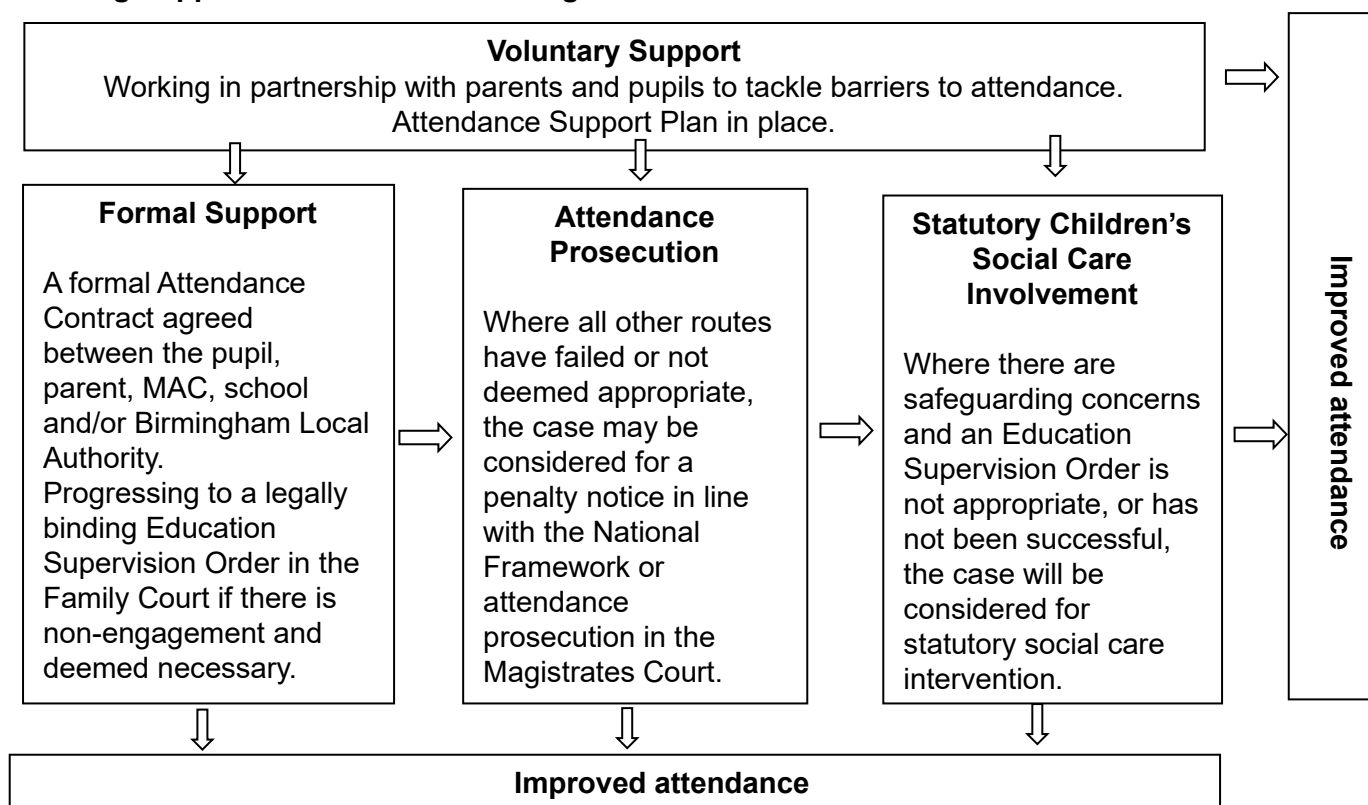 Voluntary Support
Working in partnership with parents and pupils to tackle barriers to attendance.
Attendance Support Plan in place.
Formal Support
A formal Attendance
Contract agreed
between the pupil,
parent, MAC, school
and/or Birmingham Local
Authority.
Progressing to a legally
binding Education
Supervision Order in the
Family Court if there is
non-engagement and
deemed necessary.
Attendance
Prosecution
Where all other routes
have failed or not
deemed appropriate,
the case may be
considered for a
penalty notice in line
with the National
Framework or
attendance
prosecution in the
Magistrates Court.
Statutory Children’s
Social Care
Involvement
Where there are
safeguarding concerns
and an Education
Supervision Order is
not appropriate, or has
not been successful,
the case will be
considered for
statutory social care
intervention.
Improved attendance
Improved attendance